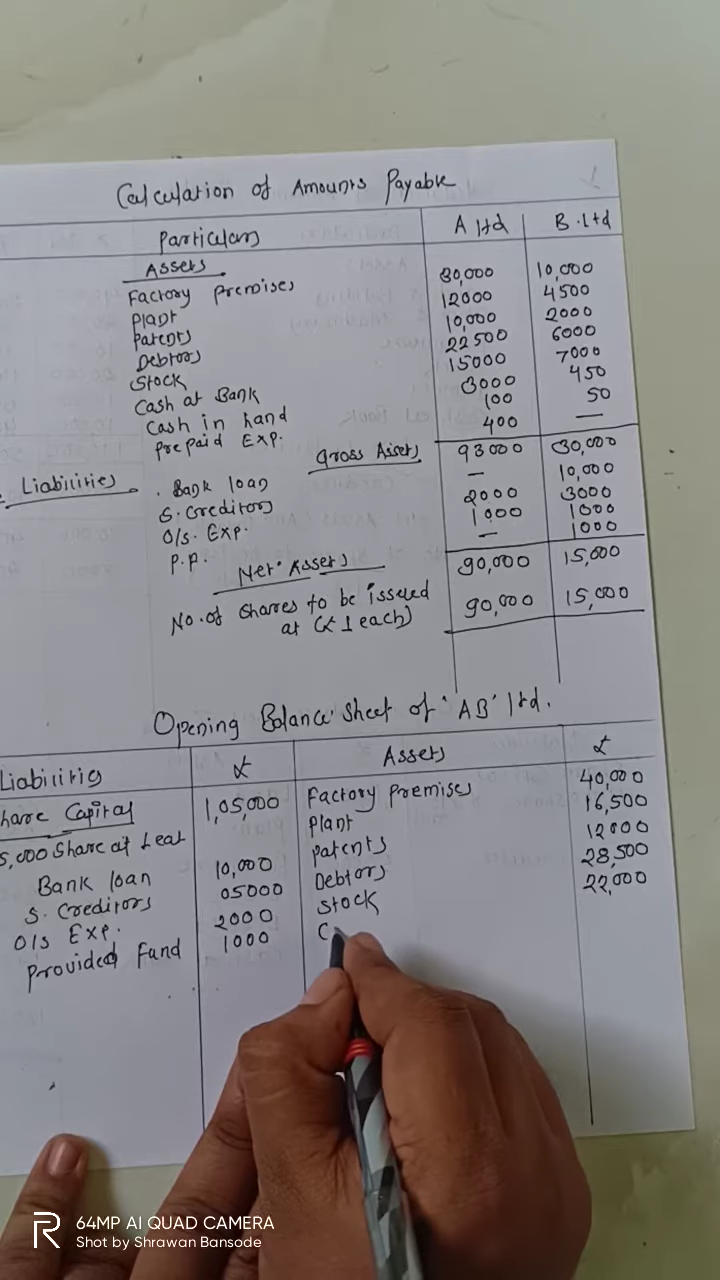 Calculation of Amounts Payable
Particulars A ltd B.ltd
Assets
Factory premises 30,000 10,000
Plant 12000 4500
Patents 10,000 2000
Debtors 22500 6000
Stock 15000 7000
Cash at Bank 3000 450
Cash in hand 100 50
Prepaid Exp. 400 —
Gross Assets 93000 30,000
Liabilities
Bank loan — 10,000
S. Creditors 2000 3000
O/s. Exp. 1000 1000
P.P. — 1000
Net Assets 90,000 15,000
No. of shares to be issued
at (₹ 1 each) 90,000 15,000
Opening Balance Sheet of 'AB' ltd.
Liabilities ₹ Assets ₹
hare Capital 1,05,000 Factory Premises 40,000
5,000 Share at 1 eat Plant 16,500
Bank loan 10,000 Patents 12000
S. Creditors 05000 Debtors 28,500
O/s Exp. 2000 Stock 22,000
Provided Fund 1000 C
64MP AI QUAD CAMERA
Shot by Shrawan Bansode